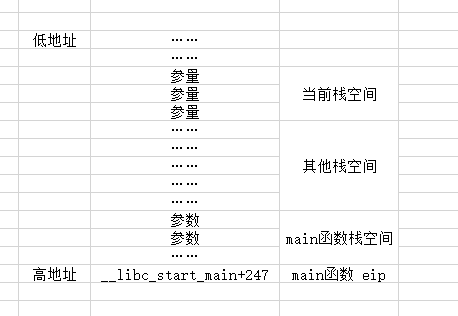 低地址 ……
……
参量
参量 当前栈空间
参量
……
……
…… 其他栈空间
……
……
参数
参数 main函数栈空间
……
高地址 __libc_start_main+247 main函数 eip